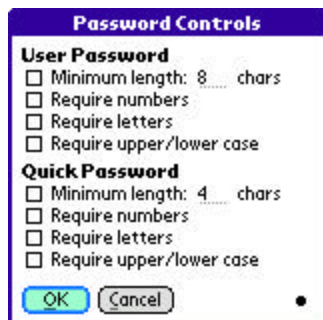 Password Controls
User Password
Minimum length: 8 chars
Require numbers
Require letters
Require upper/lower case
Quick Password
Minimum length: 4 chars
Require numbers
Require letters
Require upper/lower case
OK Cancel